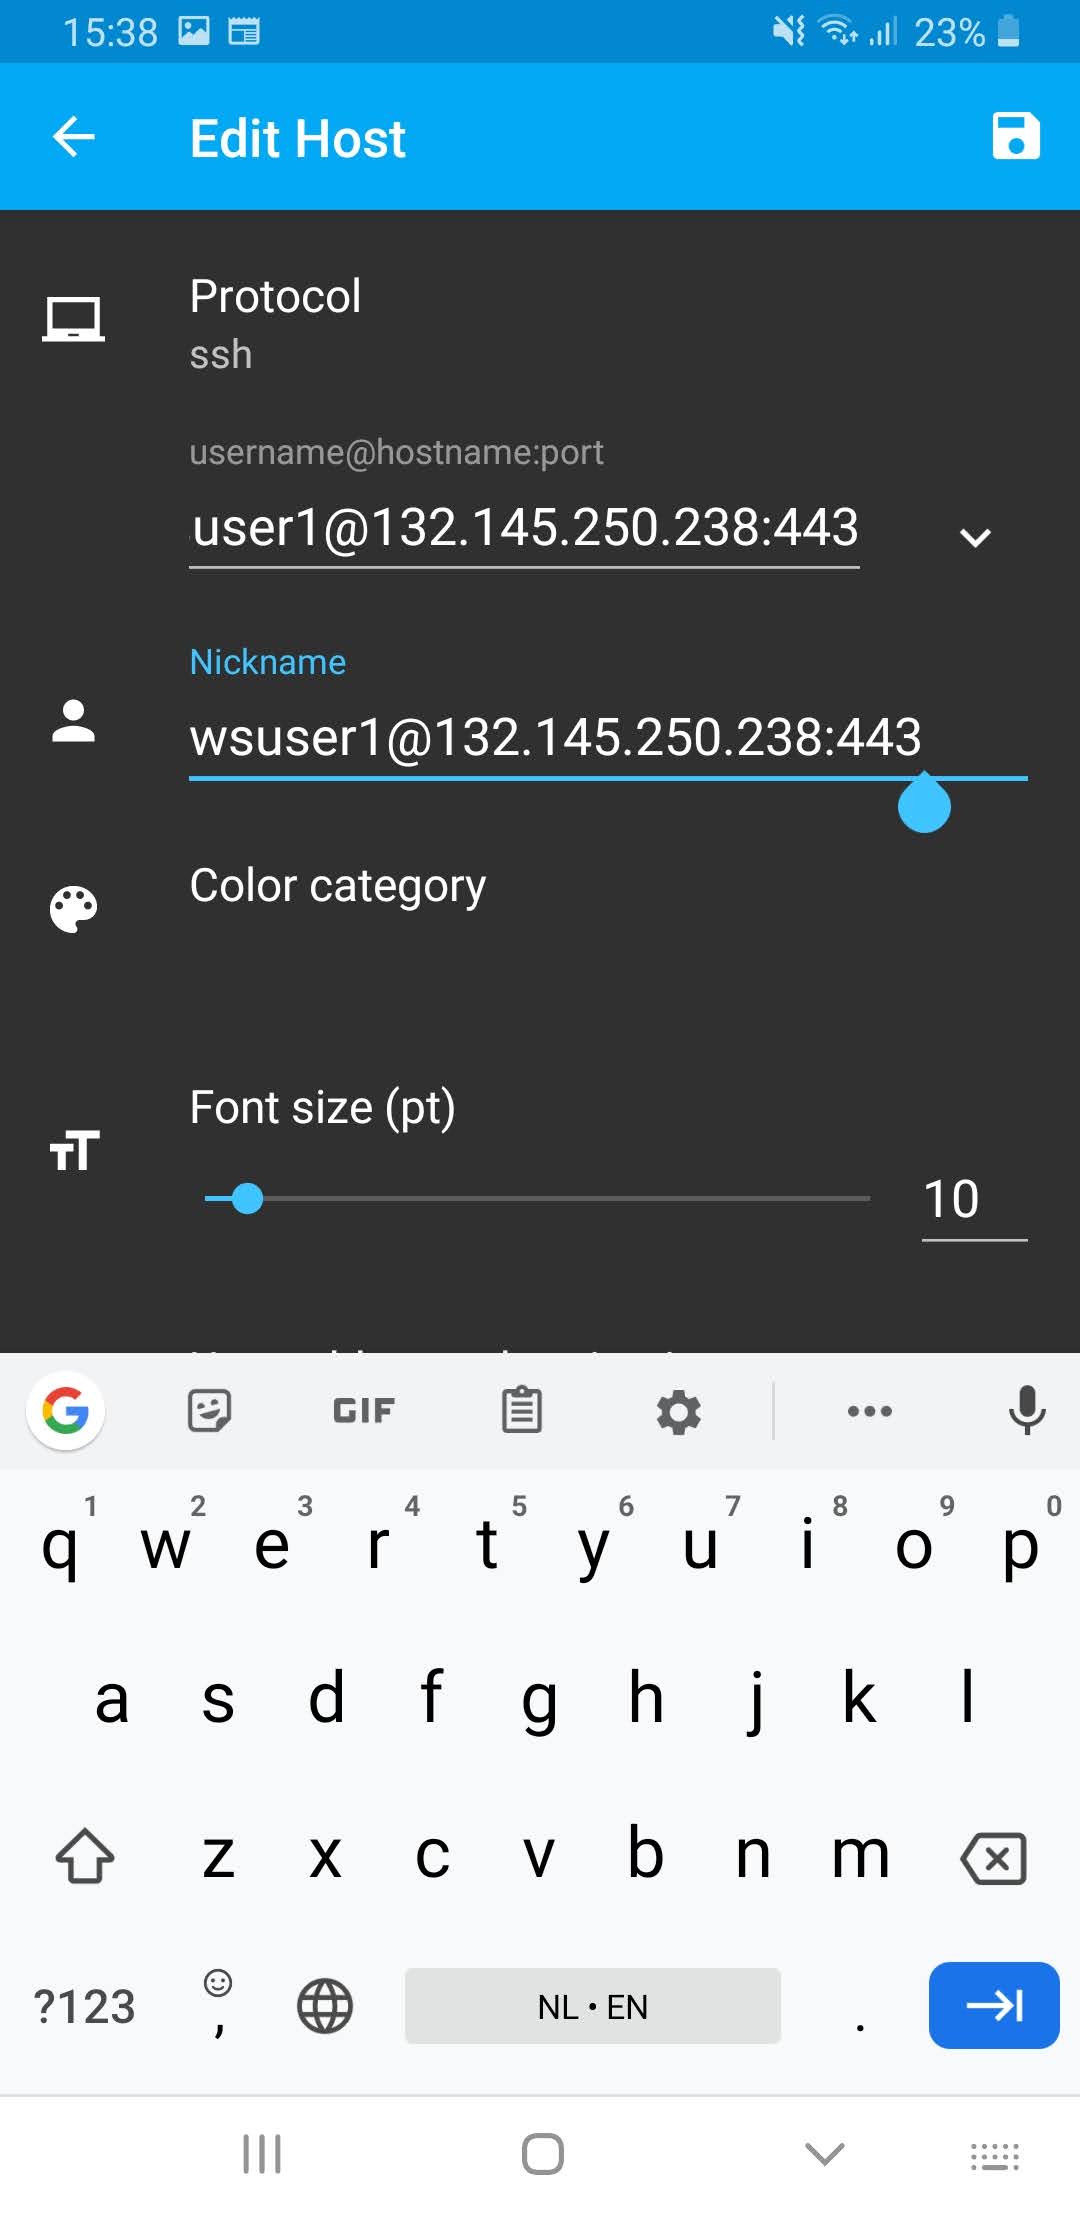 15:38 23%
Edit Host
Protocol
ssh
username@hostname:port
user1@132.145.250.238:443
Nickname
wsuser1@132.145.250.238:443
Color category
Font size (pt)
10
GIF
1 2 3 4 5 6 7 8 9 0
q w e r t y u i o p
a s d f g h j k l
z x c v b n m
?123 , NL • EN .